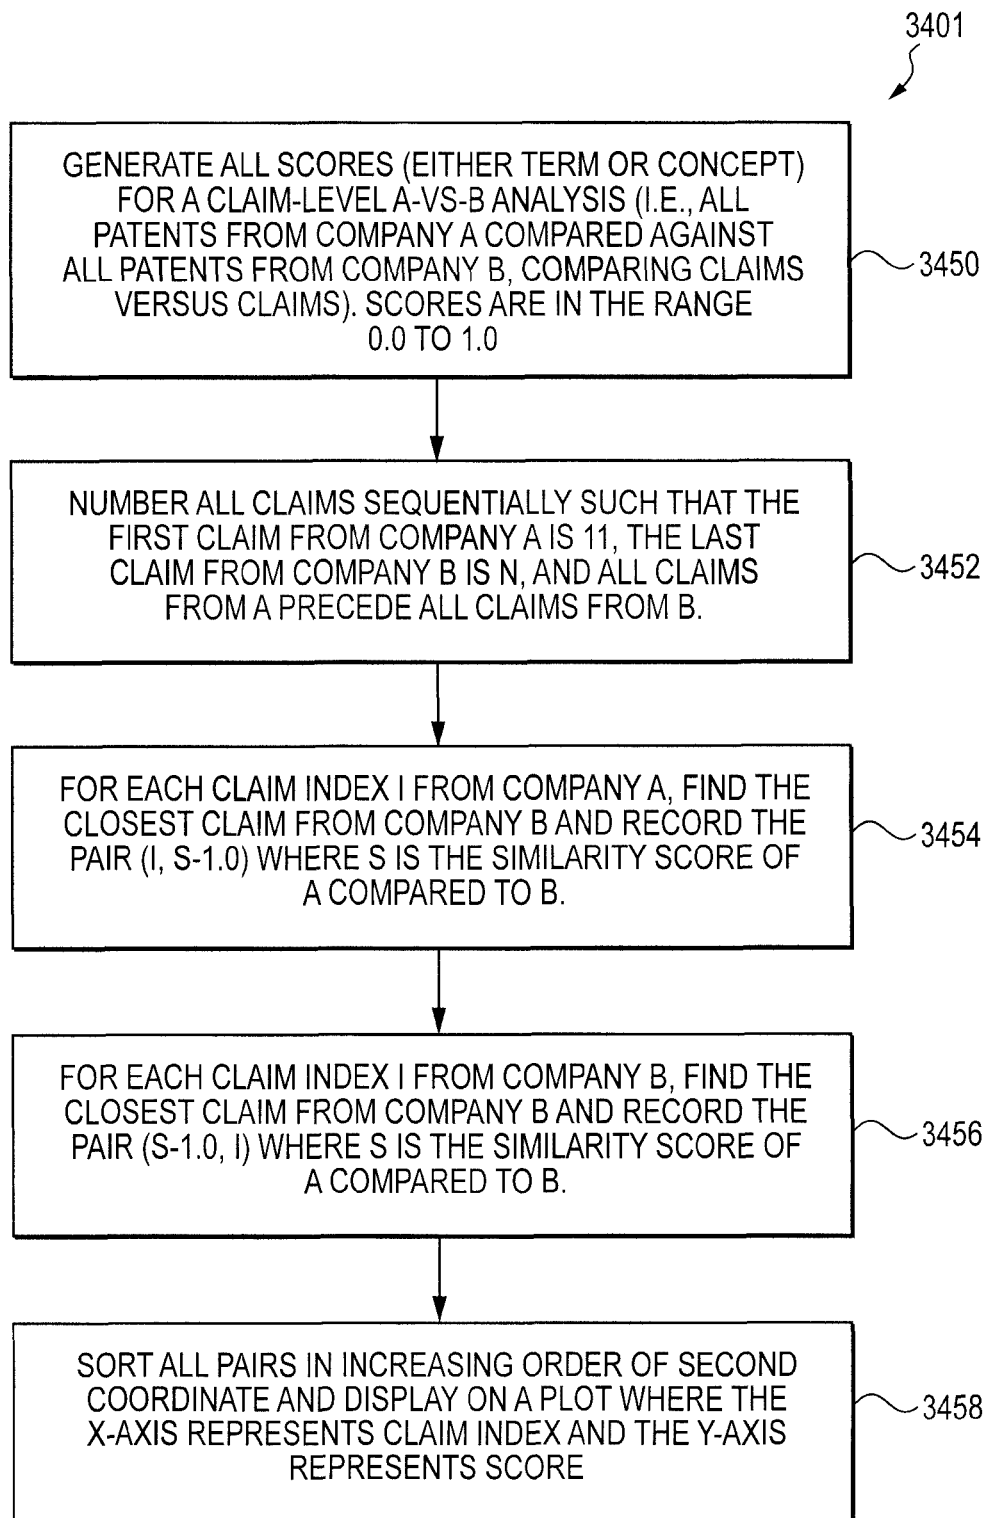 3401
GENERATE ALL SCORES (EITHER TERM OR CONCEPT)
FOR A CLAIM-LEVEL A-VS-B ANALYSIS (I.E., ALL
PATENTS FROM COMPANY A COMPARED AGAINST
ALL PATENTS FROM COMPANY B, COMPARING CLAIMS
VERSUS CLAIMS). SCORES ARE IN THE RANGE
0.0 TO 1.0
3450
NUMBER ALL CLAIMS SEQUENTIALLY SUCH THAT THE
FIRST CLAIM FROM COMPANY A IS 11, THE LAST
CLAIM FROM COMPANY B IS N, AND ALL CLAIMS
FROM A PRECEDE ALL CLAIMS FROM B.
3452
FOR EACH CLAIM INDEX I FROM COMPANY A, FIND THE
CLOSEST CLAIM FROM COMPANY B AND RECORD THE
PAIR (I, S-1.0) WHERE S IS THE SIMILARITY SCORE OF
A COMPARED TO B.
3454
FOR EACH CLAIM INDEX I FROM COMPANY B, FIND THE
CLOSEST CLAIM FROM COMPANY B AND RECORD THE
PAIR (S-1.0, I) WHERE S IS THE SIMILARITY SCORE OF
A COMPARED TO B.
3456
SORT ALL PAIRS IN INCREASING ORDER OF SECOND
COORDINATE AND DISPLAY ON A PLOT WHERE THE
X-AXIS REPRESENTS CLAIM INDEX AND THE Y-AXIS
REPRESENTS SCORE
3458